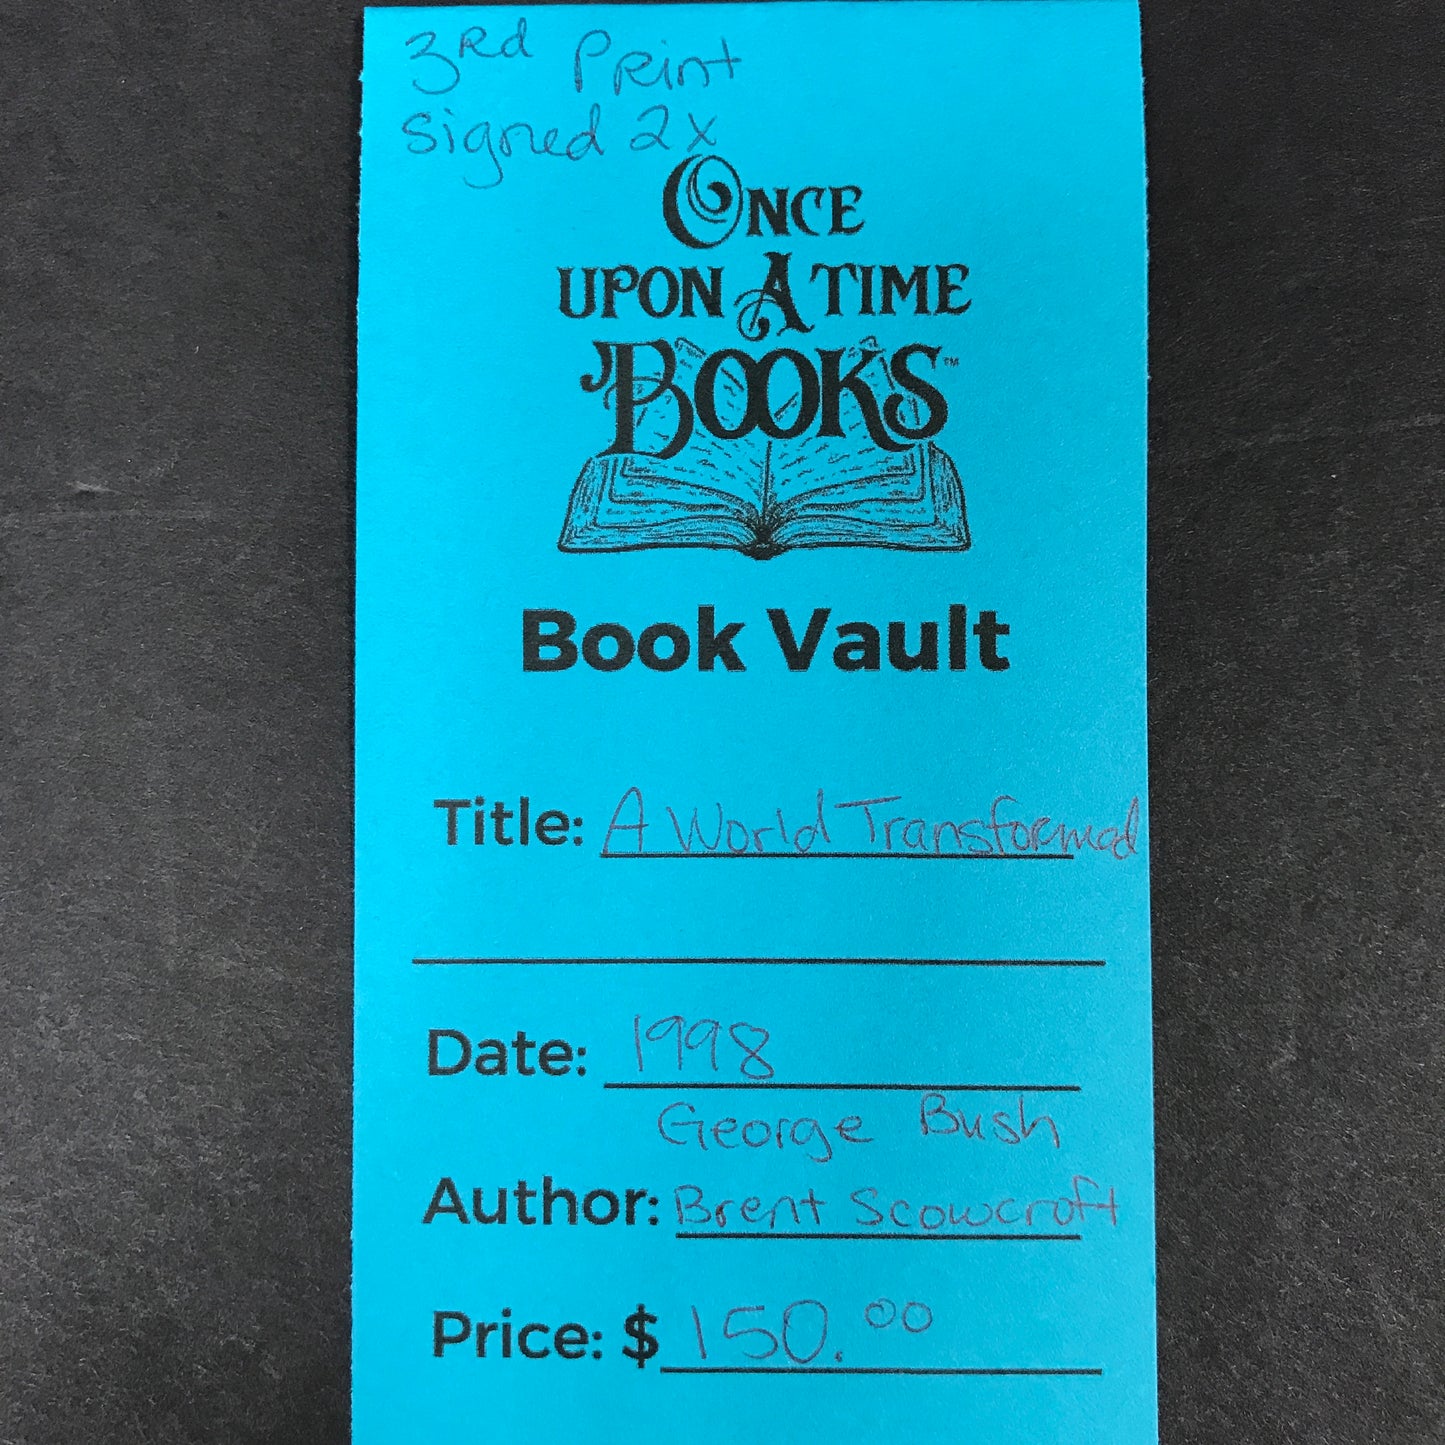 3rd Print
signed 2x
ONCE
UPON A TIME
BOOKS™
Book Vault
Title: A World Transformed
Date: 1998
George Bush
Author: Brent Scowcroft
Price: $ 150.00